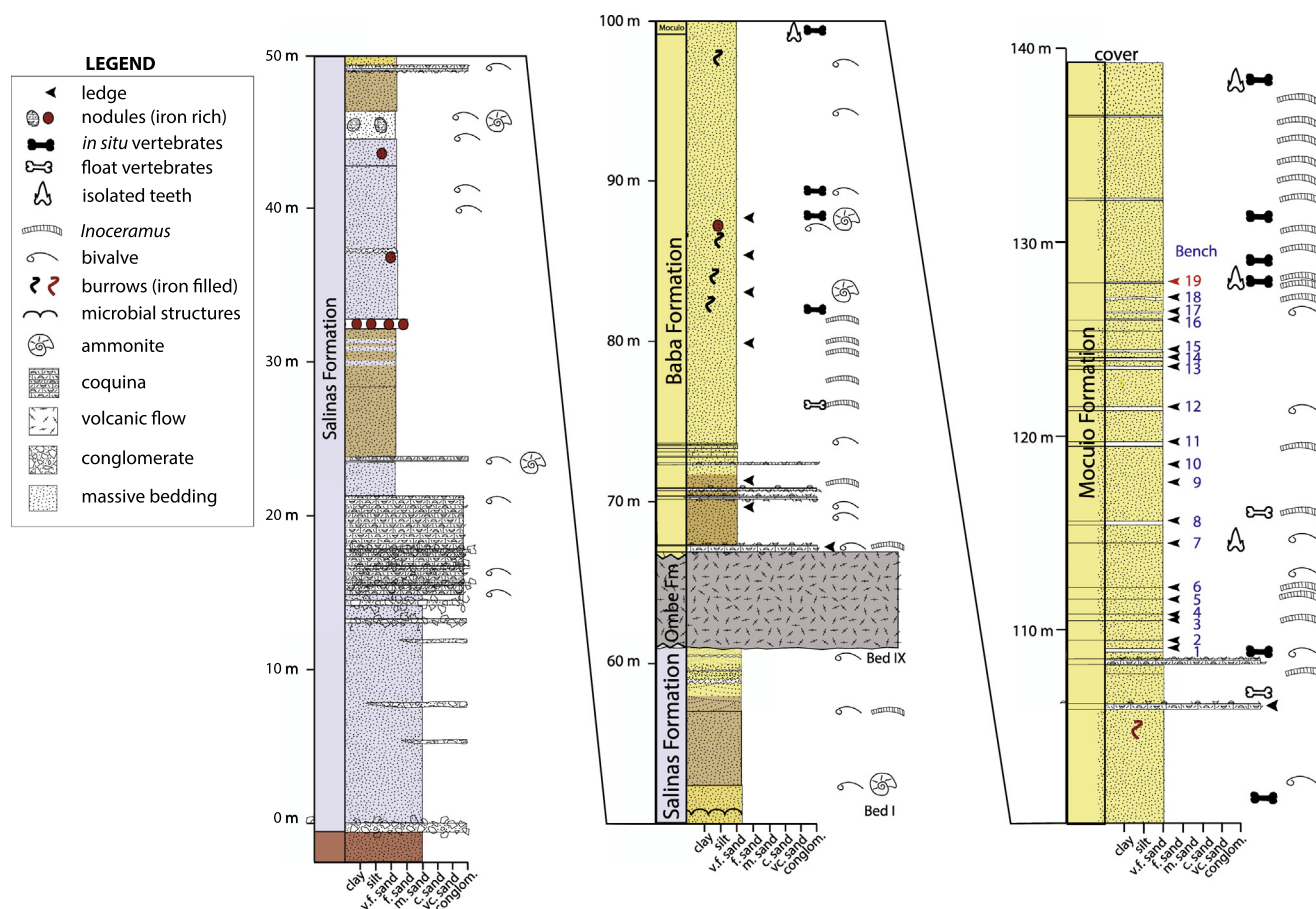 LEGEND
ledge
nodules (iron rich)
in situ vertebrates
float vertebrates
isolated teeth
Inoceramus
bivalve
burrows (iron filled)
microbial structures
ammonite
coquina
volcanic flow
conglomerate
massive bedding
50 m
40 m
30 m
20 m
10 m
0 m
Salinas Formation
clay
silt
v.f. sand
f. sand
m. sand
c. sand
vc. sand
conglom.
100 m
90 m
80 m
70 m
60 m
Mocuio
Baba Formation
Ombe Fm
Salinas Formation
Bed IX
Bed I
clay
silt
v.f. sand
f. sand
m. sand
c. sand
vc. sand
conglom.
140 m
130 m
120 m
110 m
cover
Mocuio Formation
Bench
19
18
17
16
15
14
13
12
11
10
9
8
7
6
5
4
3
2
1
clay
silt
v.f. sand
f. sand
m. sand
c. sand
vc. sand
conglom.